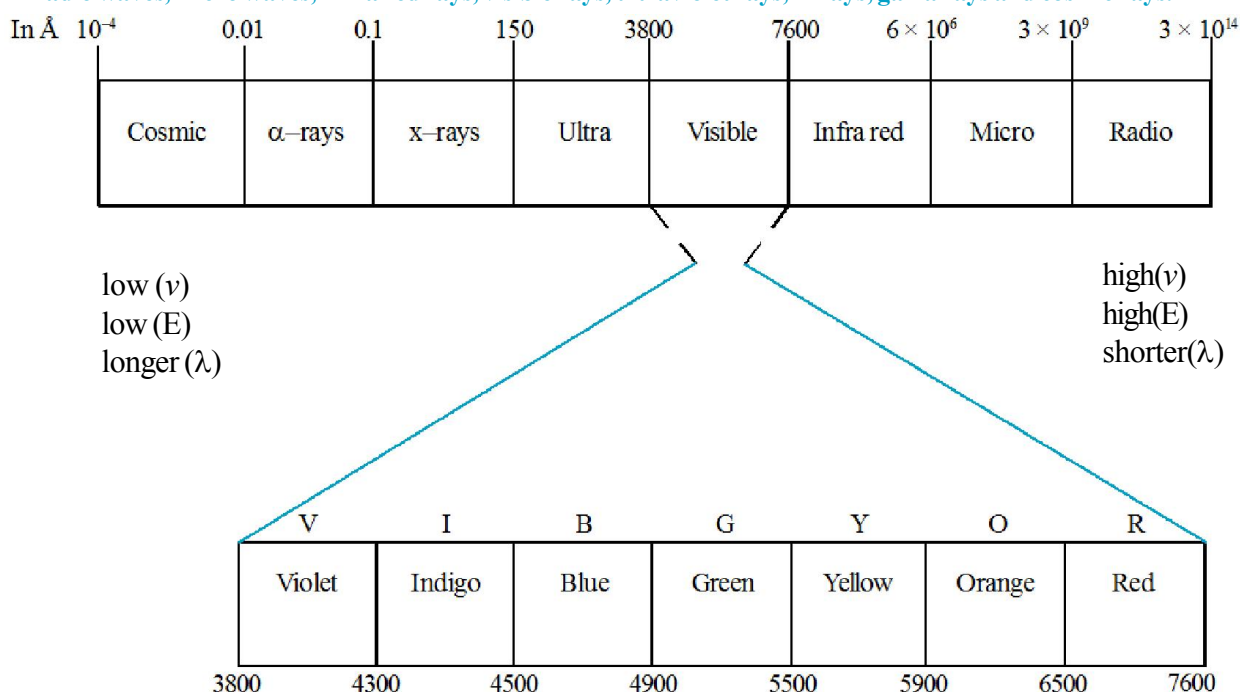 In Å 10⁻⁴ 0.01 0.1 150 3800 7600 6 × 10⁶ 3 × 10⁹ 3 × 10¹⁴
Cosmic α–rays x–rays Ultra Visible Infra red Micro Radio
low (ν)
low (E)
longer (λ)
high(ν)
high(E)
shorter(λ)
V I B G Y O R
Violet Indigo Blue Green Yellow Orange Red
3800 4300 4500 4900 5500 5900 6500 7600